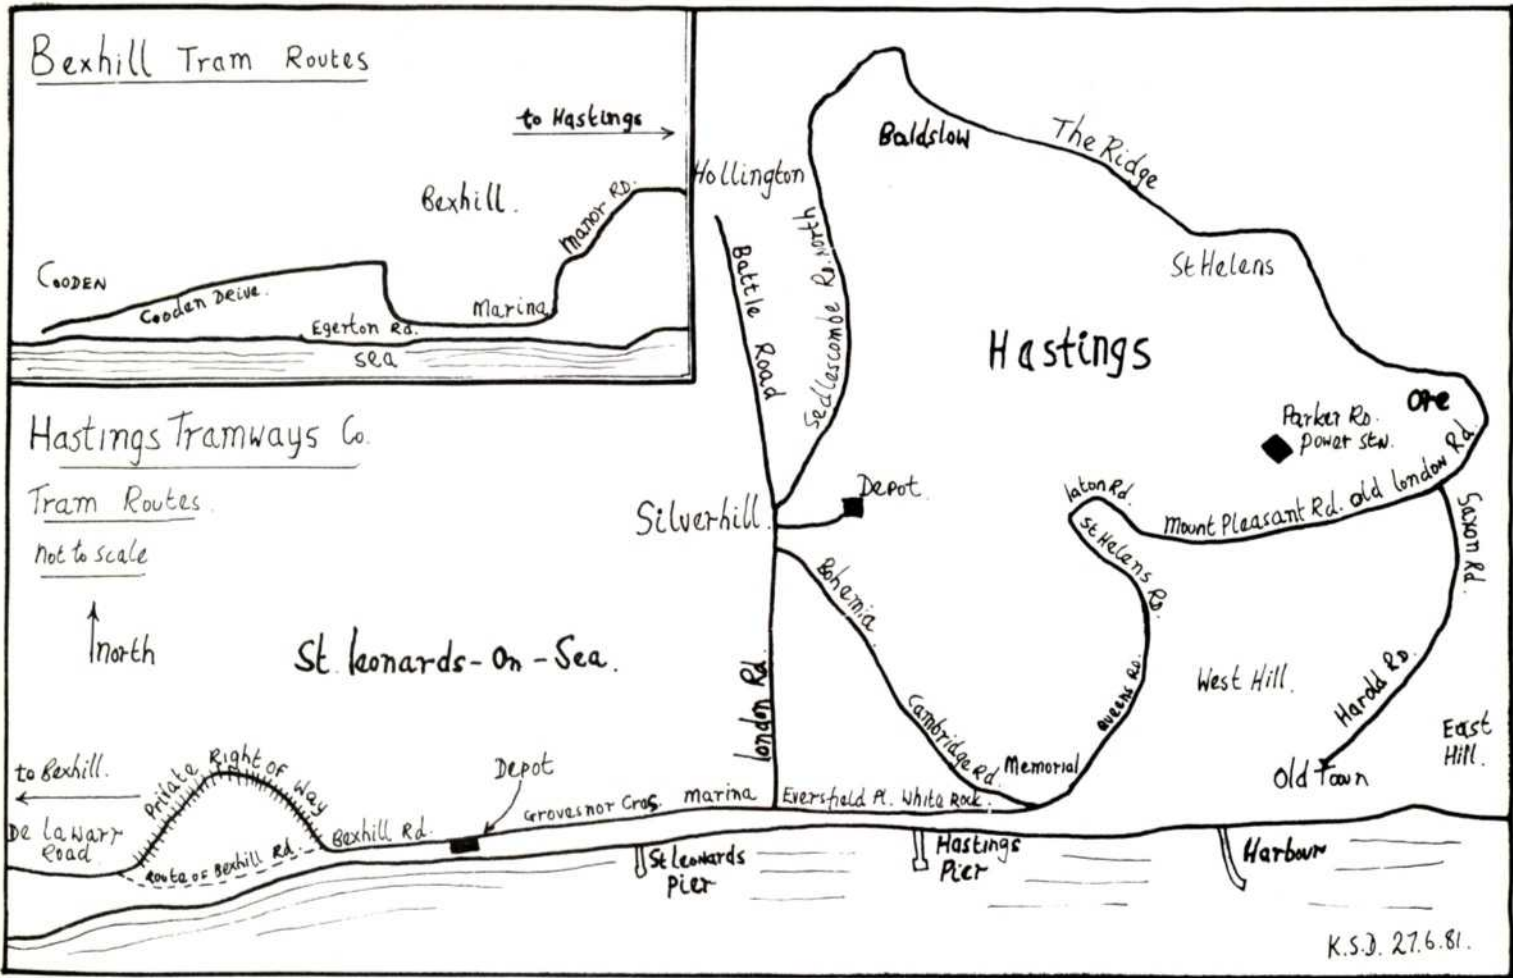 Bexhill Tram Routes
to Hastings
Bexhill.
Manor RD.
COODEN
Cooden Drive.
Egerton Rd.
Marina
sea
Hastings Tramways Co.
Tram Routes.
not to scale
north
St. Leonards-On-Sea.
to Bexhill.
De Lawarr
Road
Private Right of Way
Route of Bexhill Rd.
Bexhill Rd.
Depot
Grovesnor Cres.
Marina
Eversfield Pl.
White Rock.
St Leonards
Pier
Hastings
Pier
Harbour
Hollington
Battle Road
Sedlescombe Rd. North
Baldslow
The Ridge
St Helens
Hastings
Ore
Parker RD.
Power StN.
Silverhill
Depot.
Bohemia
London Rd.
Cambridge Rd.
Memorial
Queens RD.
St Helens RD.
laton Rd.
Mount Pleasant Rd.
Old London Rd.
Saxon Rd.
Harold RD.
West Hill.
Old Town
East
Hill.
K.S.D. 27.6.81.